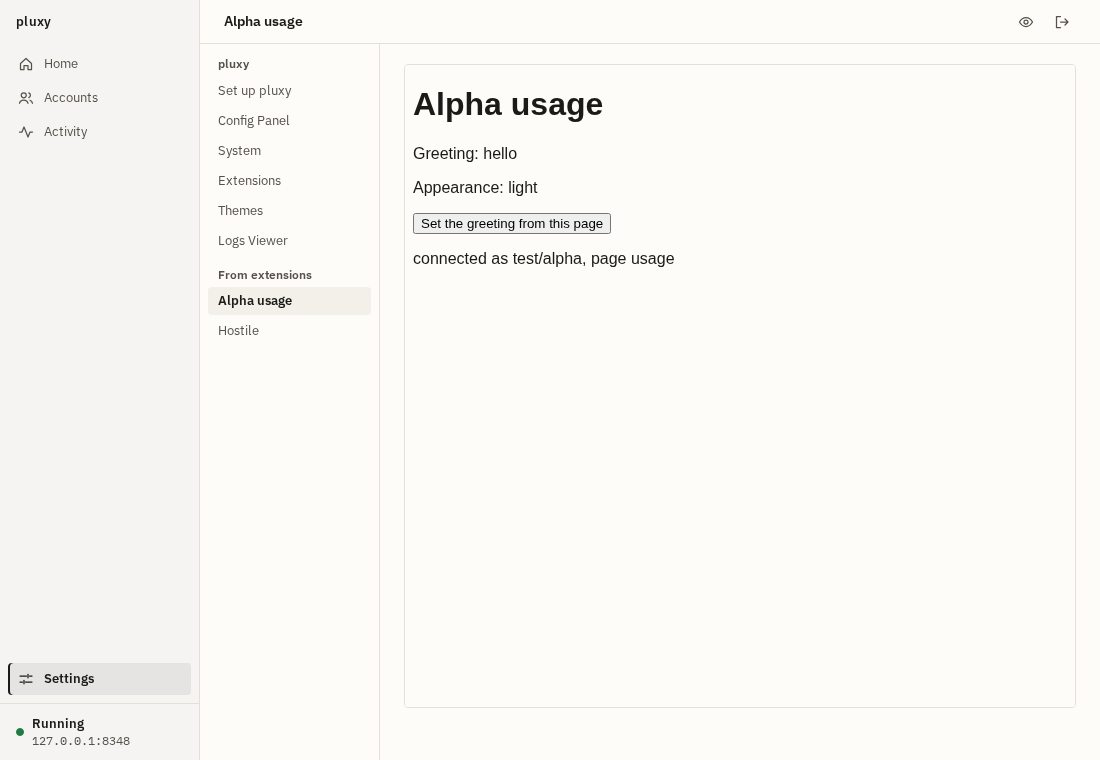 pluxy
Home
Accounts
Activity
Settings
Running
127.0.0.1:8348
Alpha usage
pluxy
Set up pluxy
Config Panel
System
Extensions
Themes
Logs Viewer
From extensions
Alpha usage
Hostile
Alpha usage
Greeting: hello
Appearance: light
Set the greeting from this page
connected as test/alpha, page usage